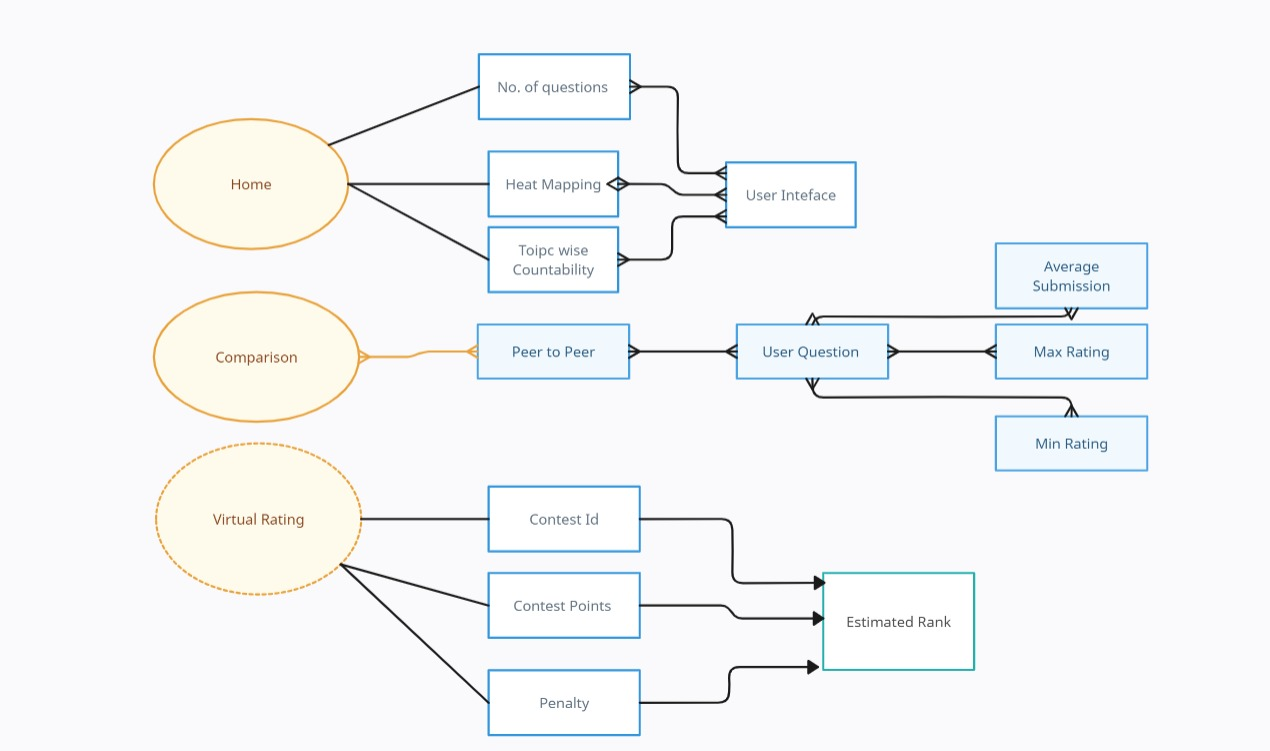 No. of questions
Home
Heat Mapping
User Inteface
Toipc wise
Countability
Average
Submission
Comparison
Peer to Peer
User Question
Max Rating
Min Rating
Virtual Rating
Contest Id
Contest Points
Estimated Rank
Penalty